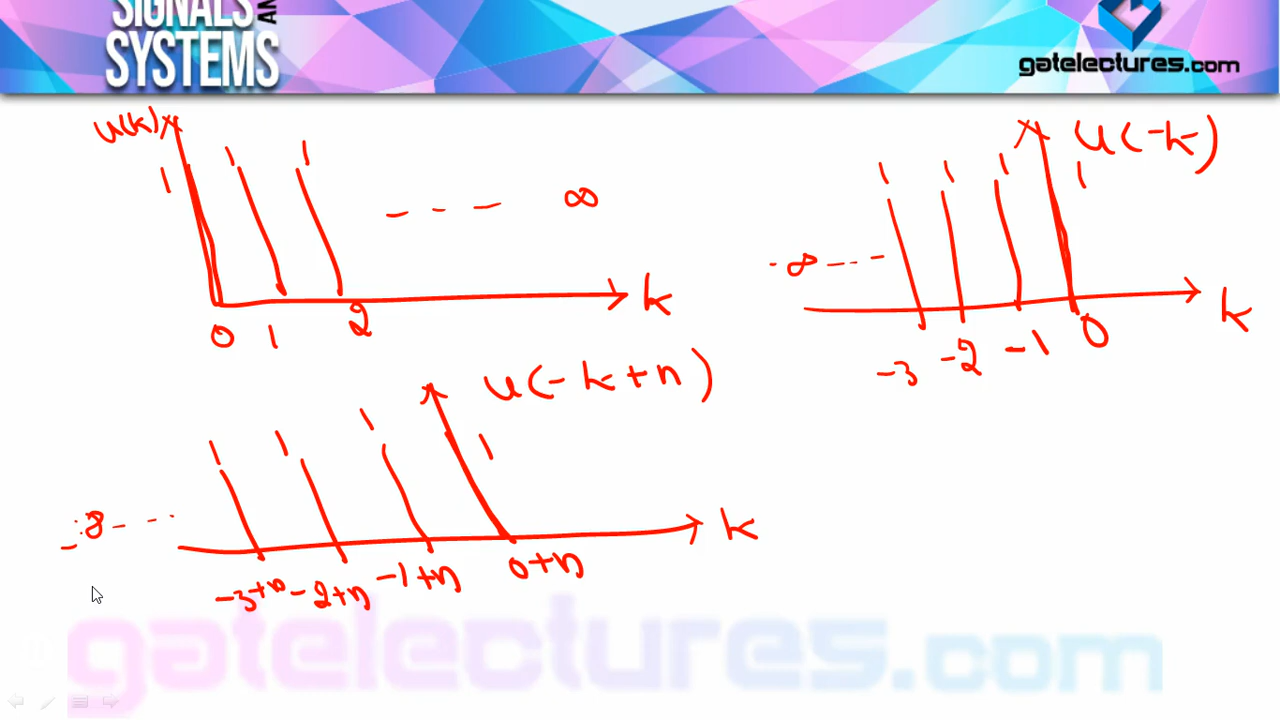 SIGNALS AN
SYSTEMS
gatelectures.com
u(k)
1 1 1
∞
k
0 1 2
u(-k)
1 1 1 1
-∞
k
-3 -2 -1 0
u(-k+n)
1 1 1 1
-∞
k
-3+n -2+n -1+n 0+n
gatelectures.com